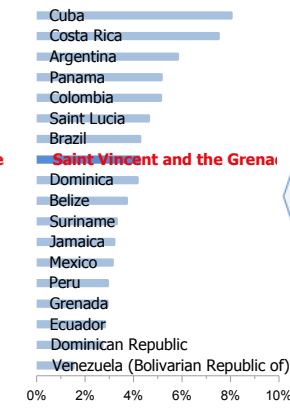 Cuba
Costa Rica
Argentina
Panama
Colombia
Saint Lucia
Brazil
e Saint Vincent and the Grena
Dominica
Belize
Suriname
Jamaica
Mexico
Peru
Grenada
Ecuador
Dominican Republic
Venezuela (Bolivarian Republic of)
0% 2% 4% 6% 8% 10%